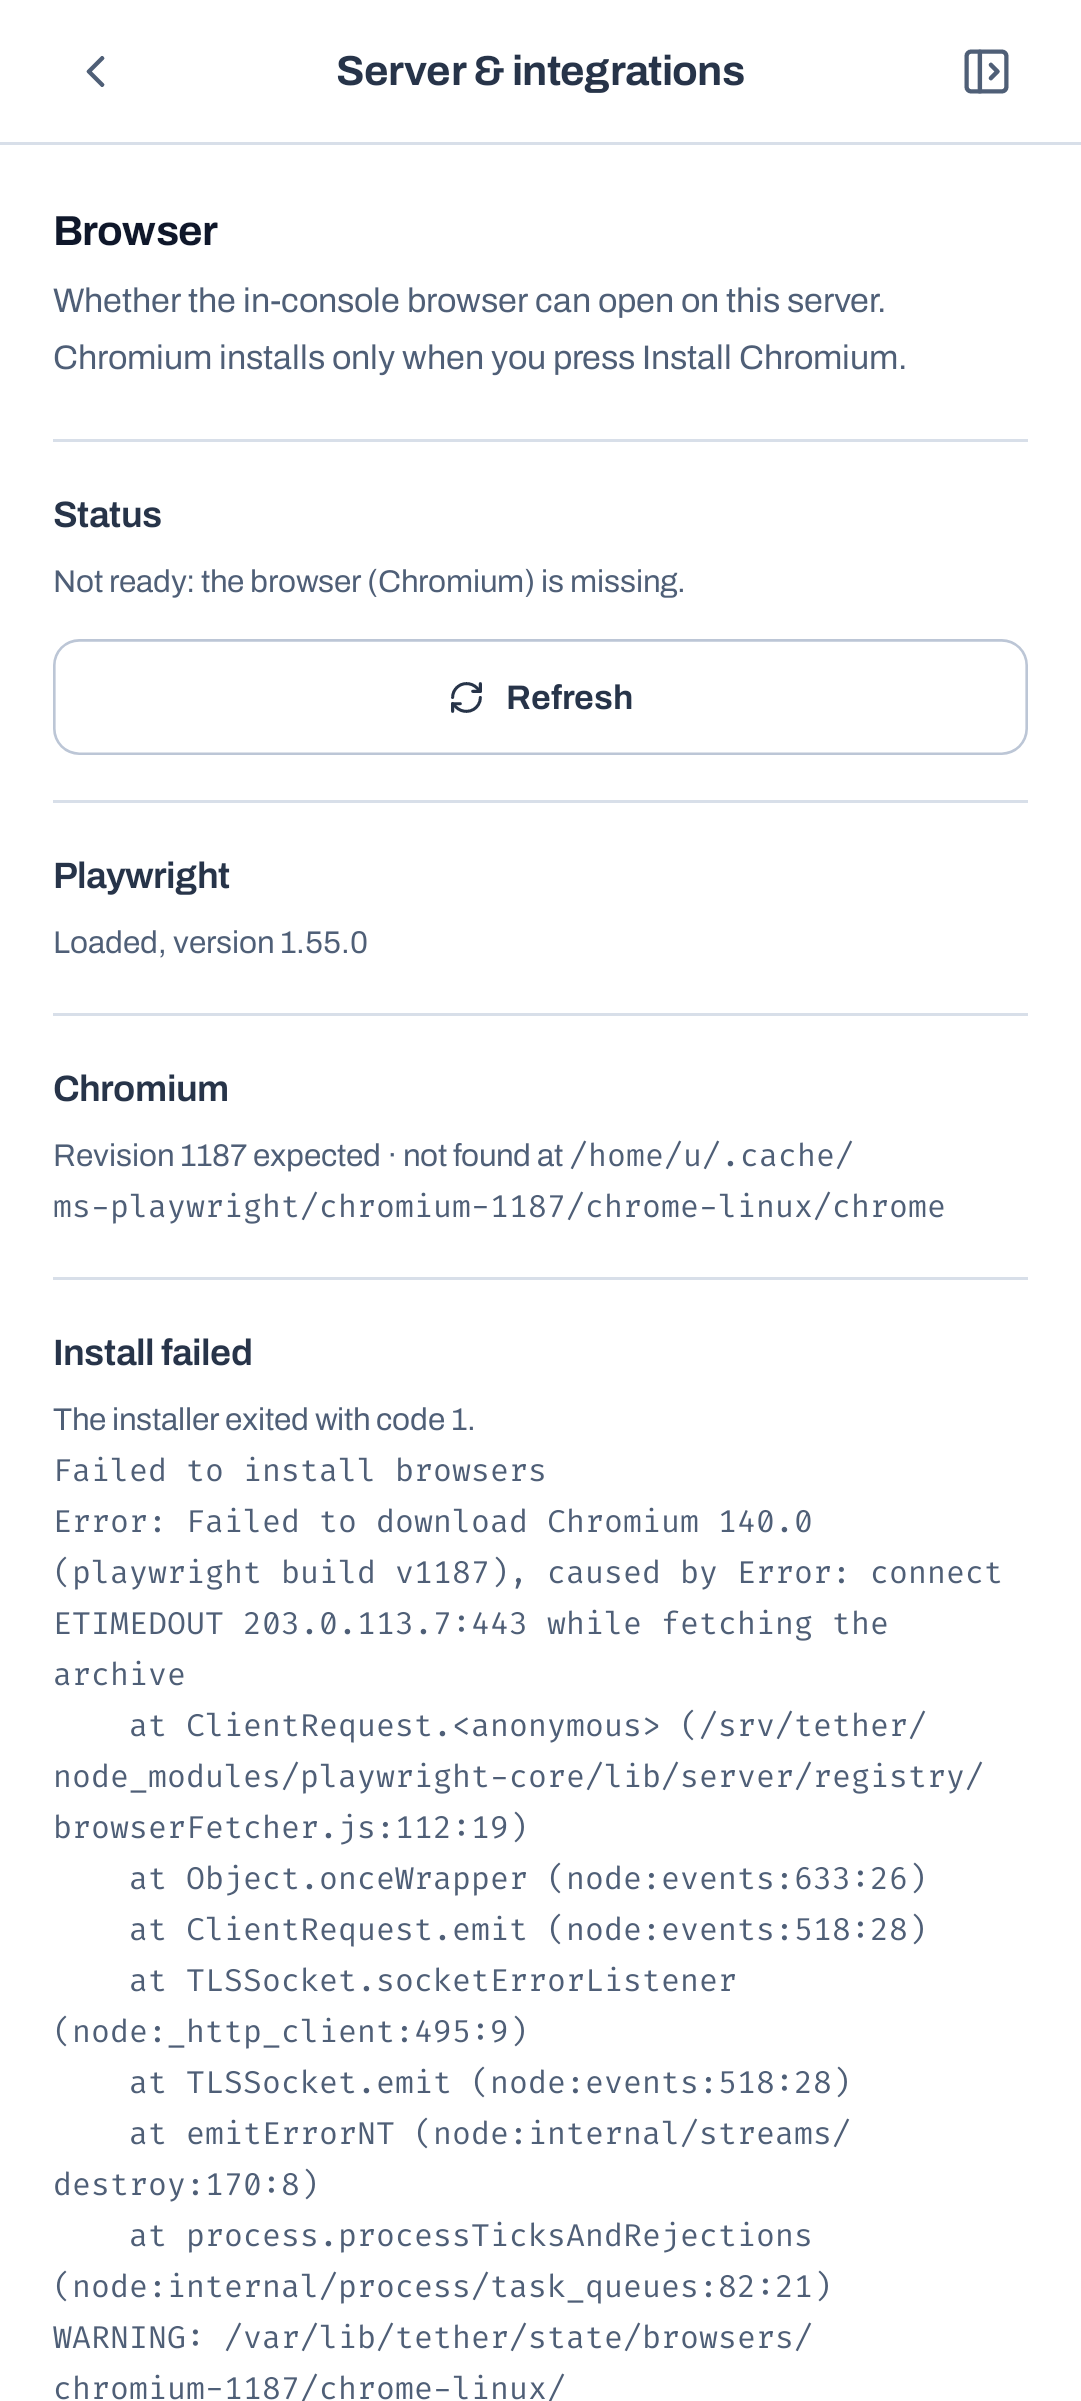 Server & integrations
Browser
Whether the in-console browser can open on this server.
Chromium installs only when you press Install Chromium.
Status
Not ready: the browser (Chromium) is missing.
Refresh
Playwright
Loaded, version 1.55.0
Chromium
Revision 1187 expected · not found at /home/u/.cache/
ms-playwright/chromium-1187/chrome-linux/chrome
Install failed
The installer exited with code 1.
Failed to install browsers
Error: Failed to download Chromium 140.0
(playwright build v1187), caused by Error: connect
ETIMEDOUT 203.0.113.7:443 while fetching the
archive
    at ClientRequest.<anonymous> (/srv/tether/
node_modules/playwright-core/lib/server/registry/
browserFetcher.js:112:19)
    at Object.onceWrapper (node:events:633:26)
    at ClientRequest.emit (node:events:518:28)
    at TLSSocket.socketErrorListener
(node:_http_client:495:9)
    at TLSSocket.emit (node:events:518:28)
    at emitErrorNT (node:internal/streams/
destroy:170:8)
    at process.processTicksAndRejections
(node:internal/process/task_queues:82:21)
WARNING: /var/lib/tether/state/browsers/
chromium-1187/chrome-linux/